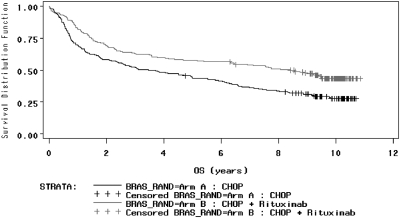 Survival Distribution Function
1.00
0.75
0.50
0.25
0
0 2 4 6 8 10 12
OS (years)
STRATA: BRAS_RAND=Arm A : CHOP
+ + + Censored BRAS_RAND=Arm A : CHOP
BRAS_RAND=Arm B : CHOP + Rituximab
+ + + Censored BRAS_RAND=Arm B : CHOP + Rituximab